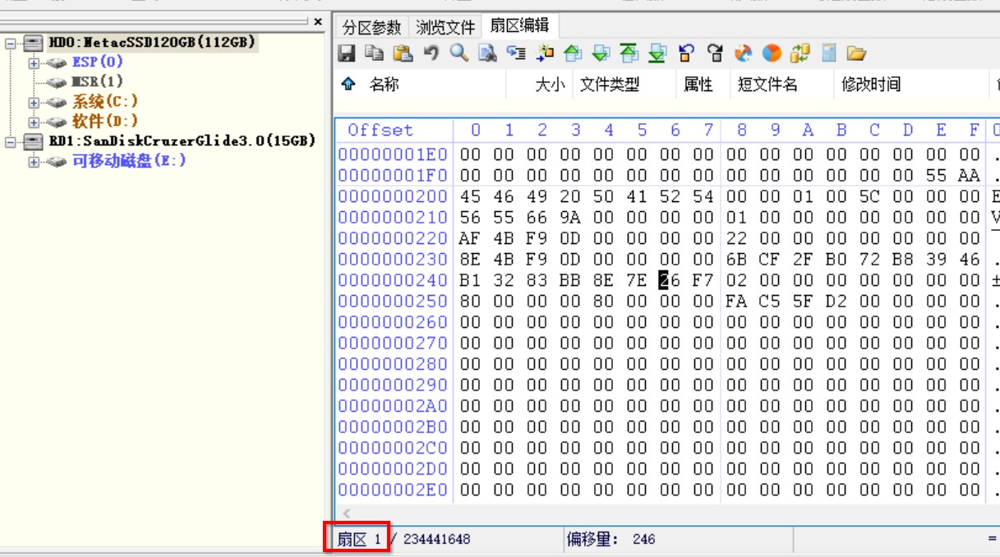 HD0:NetacSSD120GB(112GB)
ESP(0)
MSR(1)
系统(C:)
软件(D:)
RD1:SanDiskCruzerGlide3.0(15GB)
可移动磁盘(E:)
分区参数 浏览文件 扇区编辑
名称 大小 文件类型 属性 短文件名 修改时间
Offset 0 1 2 3 4 5 6 7 8 9 A B C D E F
00000001E0 00 00 00 00 00 00 00 00 00 00 00 00 00 00 00 00 .
00000001F0 00 00 00 00 00 00 00 00 00 00 00 00 00 00 55 AA .
0000000200 45 46 49 20 50 41 52 54 00 00 01 00 5C 00 00 00 E
0000000210 56 55 66 9A 00 00 00 00 01 00 00 00 00 00 00 00 V
0000000220 AF 4B F9 0D 00 00 00 00 22 00 00 00 00 00 00 00
0000000230 8E 4B F9 0D 00 00 00 00 6B CF 2F B0 72 B8 39 46 .
0000000240 B1 32 83 BB 8E 7E 26 F7 02 00 00 00 00 00 00 00 ±
0000000250 80 00 00 00 80 00 00 00 FA C5 5F D2 00 00 00 00 .
0000000260 00 00 00 00 00 00 00 00 00 00 00 00 00 00 00 00 .
0000000270 00 00 00 00 00 00 00 00 00 00 00 00 00 00 00 00 .
0000000280 00 00 00 00 00 00 00 00 00 00 00 00 00 00 00 00 .
0000000290 00 00 00 00 00 00 00 00 00 00 00 00 00 00 00 00 .
00000002A0 00 00 00 00 00 00 00 00 00 00 00 00 00 00 00 00 .
00000002B0 00 00 00 00 00 00 00 00 00 00 00 00 00 00 00 00 .
00000002C0 00 00 00 00 00 00 00 00 00 00 00 00 00 00 00 00 .
00000002D0 00 00 00 00 00 00 00 00 00 00 00 00 00 00 00 00 .
00000002E0 00 00 00 00 00 00 00 00 00 00 00 00 00 00 00 00 .
扇区 1 / 234441648 偏移量: 246 =